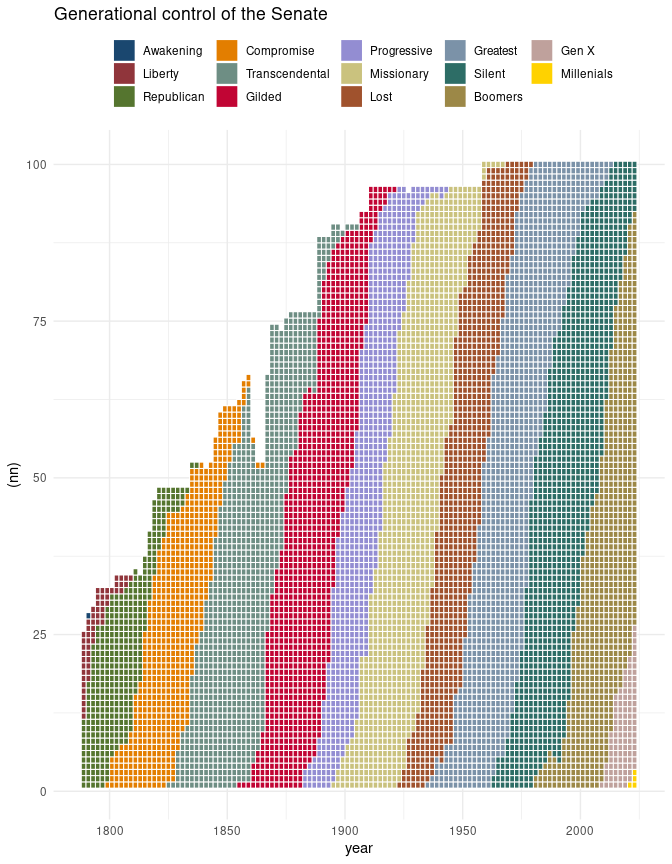 Generational control of the Senate
Awakening Compromise Progressive Greatest Gen X
Liberty Transcendental Missionary Silent Millenials
Republican Gilded Lost Boomers
100
75
50
25
0
(nn)
1800 1850 1900 1950 2000
year